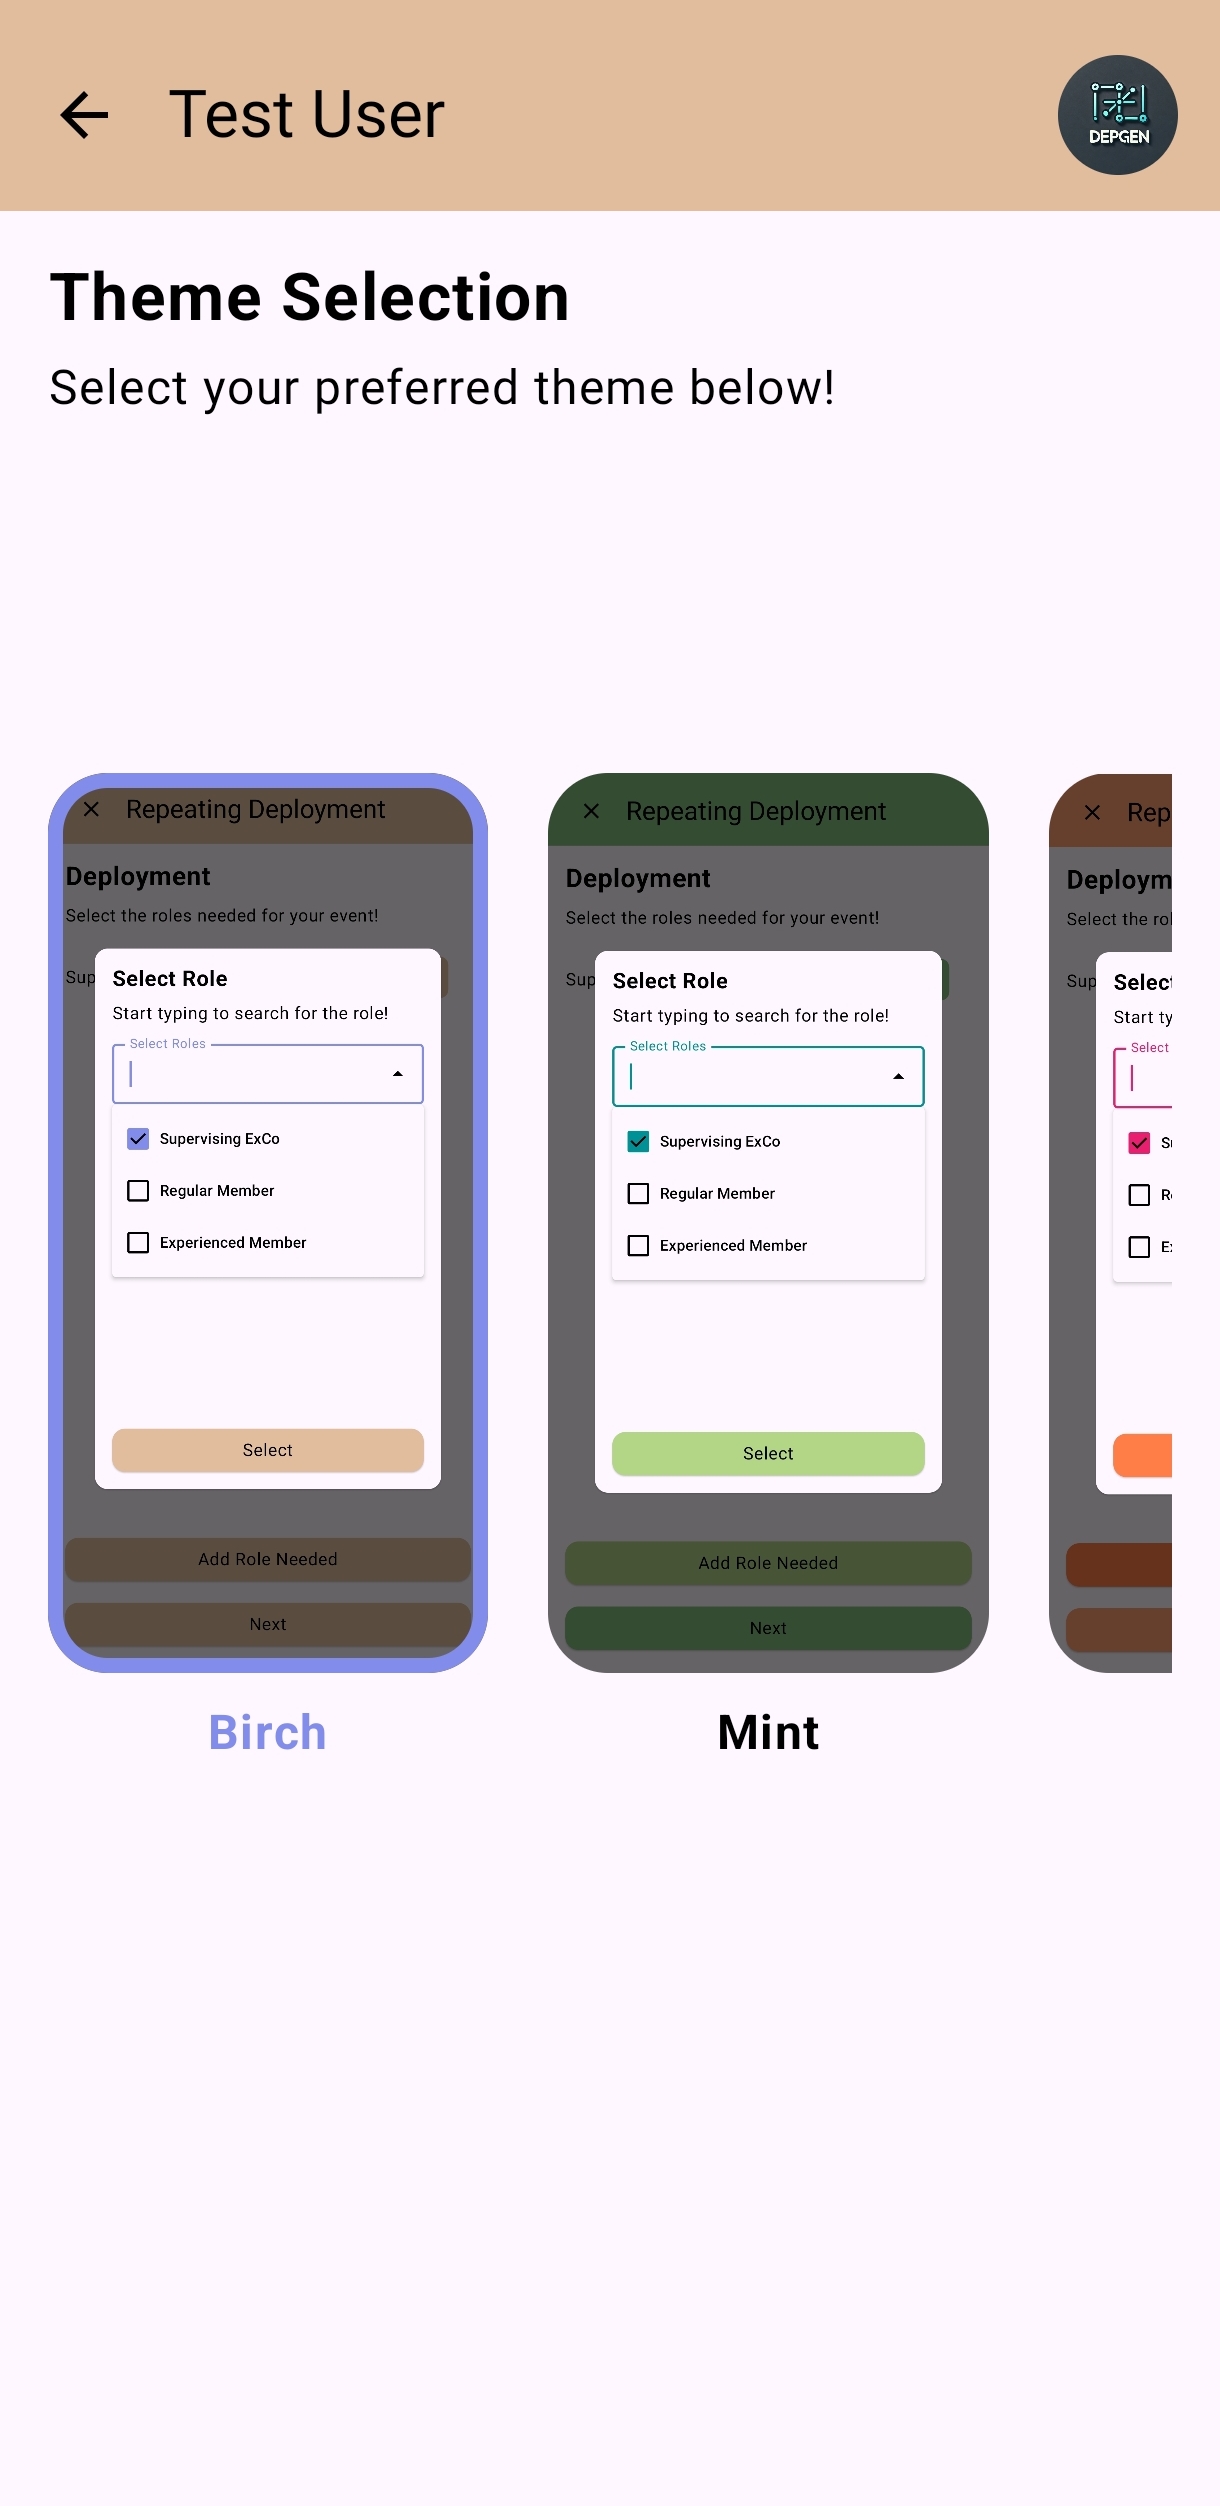 Test User
DEPGEN
Theme Selection
Select your preferred theme below!
Repeating Deployment
Deployment
Select the roles needed for your event!
Sup
Select Role
Start typing to search for the role!
Select Roles
Supervising ExCo
Regular Member
Experienced Member
Select
Add Role Needed
Next
Birch
Repeating Deployment
Deployment
Select the roles needed for your event!
Sup
Select Role
Start typing to search for the role!
Select Roles
Supervising ExCo
Regular Member
Experienced Member
Select
Add Role Needed
Next
Mint
Rep
Deploym
Select the rol
Sup
Select
Start ty
Select